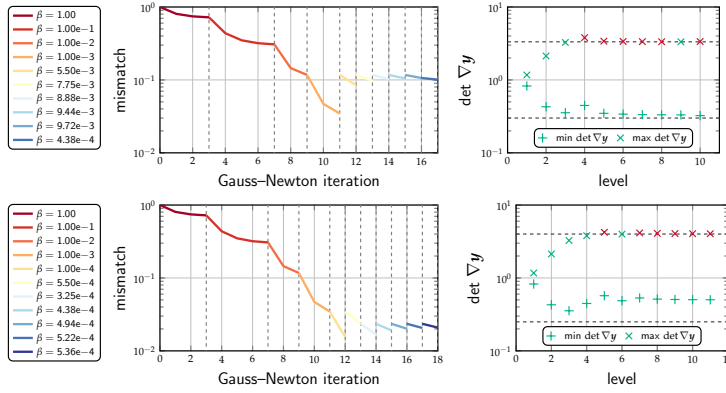 β = 1.00
β = 1.00e−1
β = 1.00e−2
β = 1.00e−3
β = 5.50e−3
β = 7.75e−3
β = 8.88e−3
β = 9.44e−3
β = 9.72e−3
β = 4.38e−4
mismatch
10⁰
10⁻¹
10⁻²
0 2 4 6 8 10 12 14 16
Gauss–Newton iteration
det ∇y
10¹
10⁰
10⁻¹
+ min det ∇y × max det ∇y
0 2 4 6 8 10
level
β = 1.00
β = 1.00e−1
β = 1.00e−2
β = 1.00e−3
β = 1.00e−4
β = 5.50e−4
β = 3.25e−4
β = 4.38e−4
β = 4.94e−4
β = 5.22e−4
β = 5.36e−4
mismatch
10⁰
10⁻¹
10⁻²
0 2 4 6 8 10 12 14 16 18
Gauss–Newton iteration
det ∇y
10¹
10⁰
10⁻¹
+ min det ∇y × max det ∇y
0 2 4 6 8 10
level